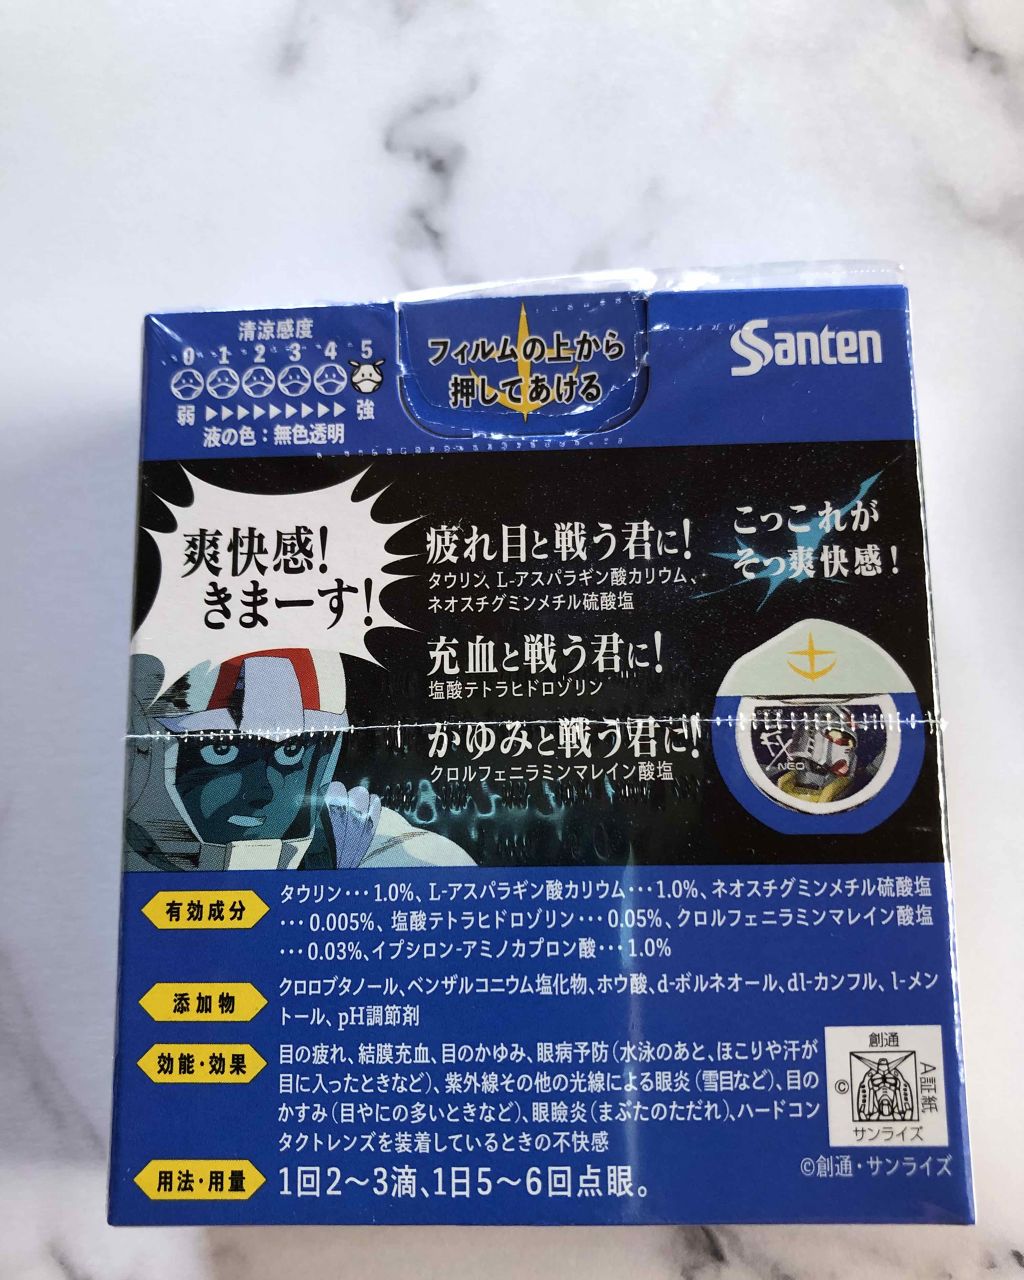 清涼感度
0 1 2 3 4 5
弱 ▶▶▶▶▶▶▶▶▶ 強
液の色：無色透明
フィルムの上から
押してあける
Santen
爽快感！
きまーす！
疲れ目と戦う君に！
タウリン、L-アスパラギン酸カリウム、
ネオスチグミンメチル硫酸塩
充血と戦う君に！
塩酸テトラヒドロゾリン
かゆみと戦う君に！
クロルフェニラミンマレイン酸塩
こっこれが
そっ爽快感！
FX
NEO
有効成分
タウリン･･･1.0%、L-アスパラギン酸カリウム･･･1.0%、ネオスチグミンメチル硫酸塩
･･･0.005%、塩酸テトラヒドロゾリン･･･0.05%、クロルフェニラミンマレイン酸塩
･･･0.03%、イプシロン-アミノカプロン酸･･･1.0%
添加物
クロロブタノール、ベンザルコニウム塩化物、ホウ酸、d-ボルネオール、dl-カンフル、l-メン
トール、pH調節剤
効能・効果
目の疲れ、結膜充血、目のかゆみ、眼病予防（水泳のあと、ほこりや汗が
目に入ったときなど）、紫外線その他の光線による眼炎（雪目など）、目の
かすみ（目やにの多いときなど）、眼瞼炎（まぶたのただれ）、ハードコン
タクトレンズを装着しているときの不快感
用法・用量
1回2～3滴、1日5～6回点眼。
創通
©
A証紙
サンライズ
©創通・サンライズ